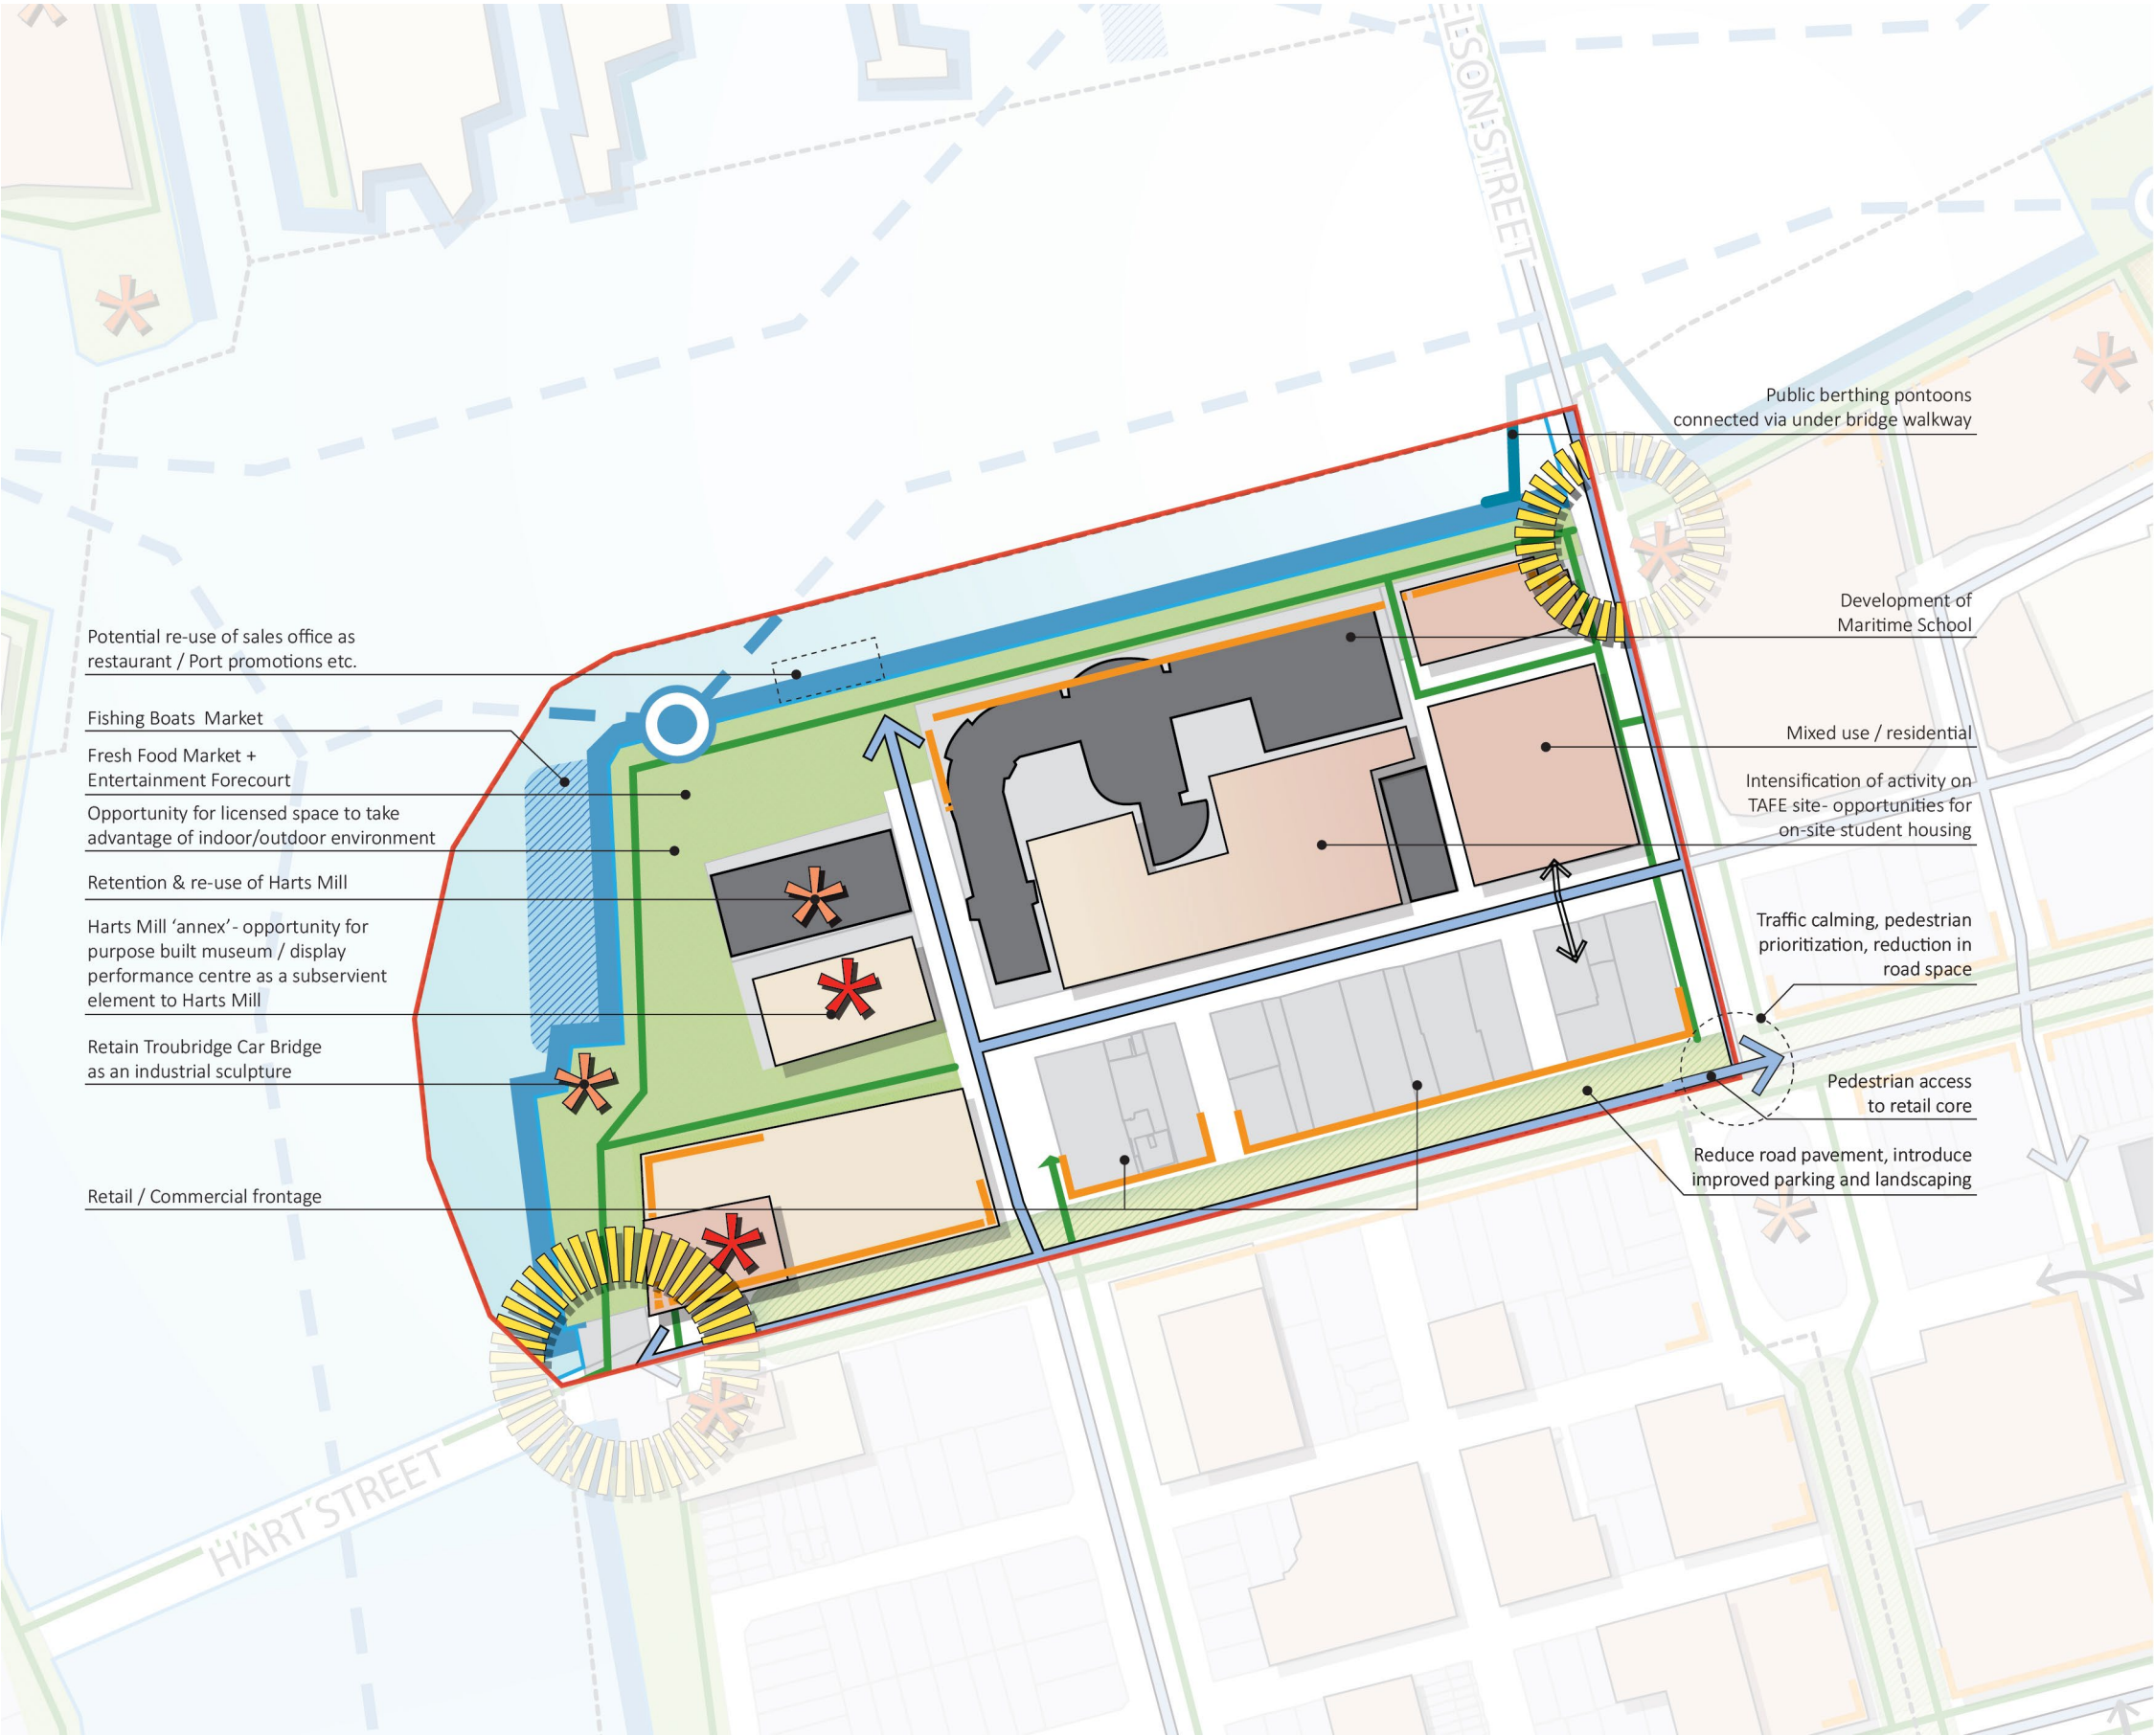 ELSON STREET
Public berthing pontoons
connected via under bridge walkway
Development of
Maritime School
Potential re-use of sales office as
restaurant / Port promotions etc.
Fishing Boats Market
Fresh Food Market +
Entertainment Forecourt
Opportunity for licensed space to take
advantage of indoor/outdoor environment
Retention & re-use of Harts Mill
Harts Mill ‘annex’- opportunity for
purpose built museum / display
performance centre as a subservient
element to Harts Mill
Retain Troubridge Car Bridge
as an industrial sculpture
Retail / Commercial frontage
Mixed use / residential
Intensification of activity on
TAFE site- opportunities for
on-site student housing
Traffic calming, pedestrian
prioritization, reduction in
road space
Pedestrian access
to retail core
Reduce road pavement, introduce
improved parking and landscaping
HART STREET